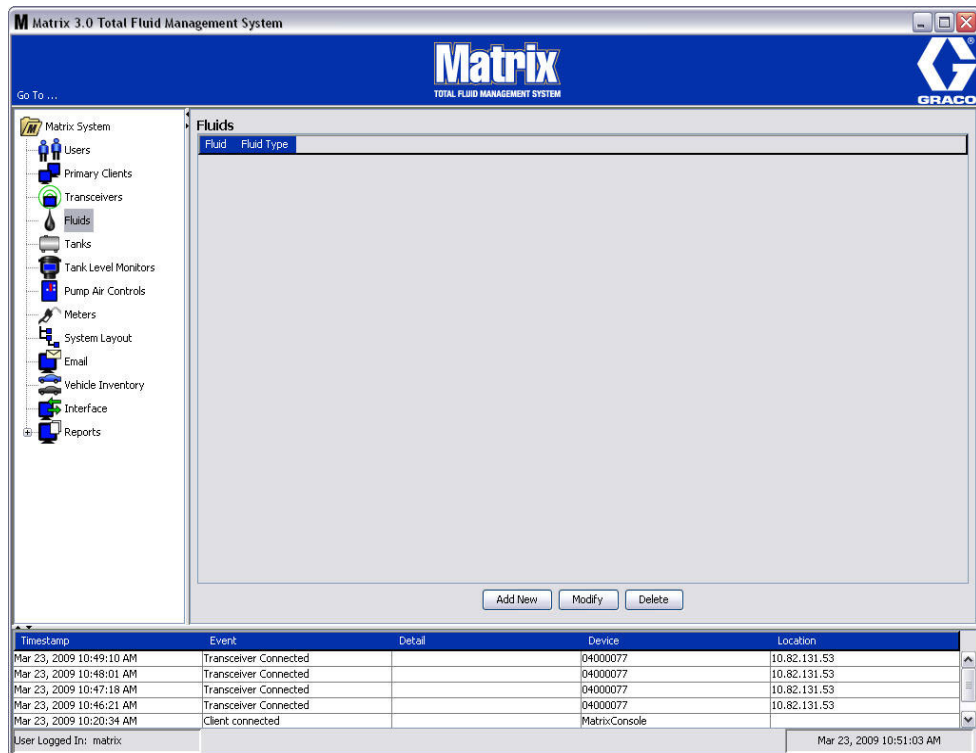 M Matrix 3.0 Total Fluid Management System
Matrix
TOTAL FLUID MANAGEMENT SYSTEM
G
GRACO
Go To ...
Matrix System
Users
Primary Clients
Transceivers
Fluids
Tanks
Tank Level Monitors
Pump Air Controls
Meters
System Layout
Email
Vehicle Inventory
Interface
Reports
Fluids
Fluid Fluid Type
Add New Modify Delete
Timestamp Event Detail Device Location
Mar 23, 2009 10:49:10 AM Transceiver Connected 04000077 10.82.131.53
Mar 23, 2009 10:48:01 AM Transceiver Connected 04000077 10.82.131.53
Mar 23, 2009 10:47:18 AM Transceiver Connected 04000077 10.82.131.53
Mar 23, 2009 10:46:21 AM Transceiver Connected 04000077 10.82.131.53
Mar 23, 2009 10:20:34 AM Client connected MatrixConsole
User Logged In: matrix Mar 23, 2009 10:51:03 AM